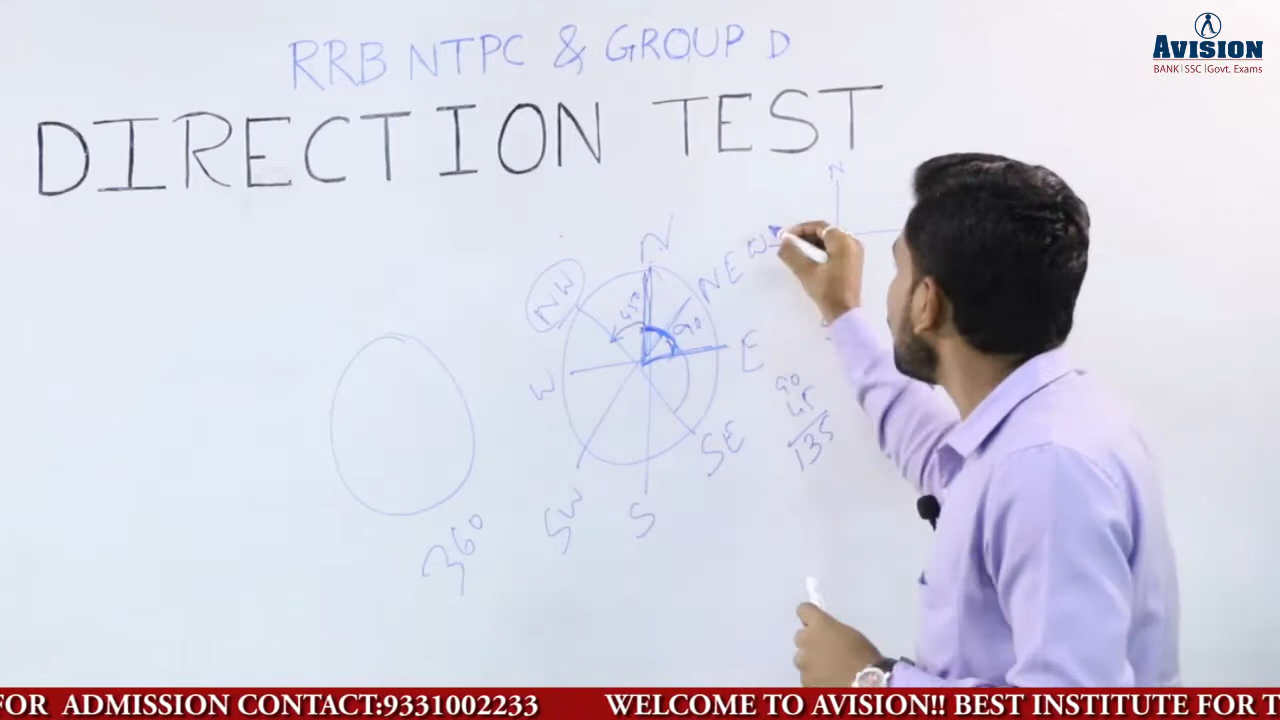 AVISION
BANK | SSC | Govt. Exams
RRB NTPC & GROUP D
DIRECTION TEST
N
N
W
NW
450
NE
90
W
E
90
45
135
SE
SW
S
360
FOR ADMISSION CONTACT:9331002233 WELCOME TO AVISION!! BEST INSTITUTE FOR T